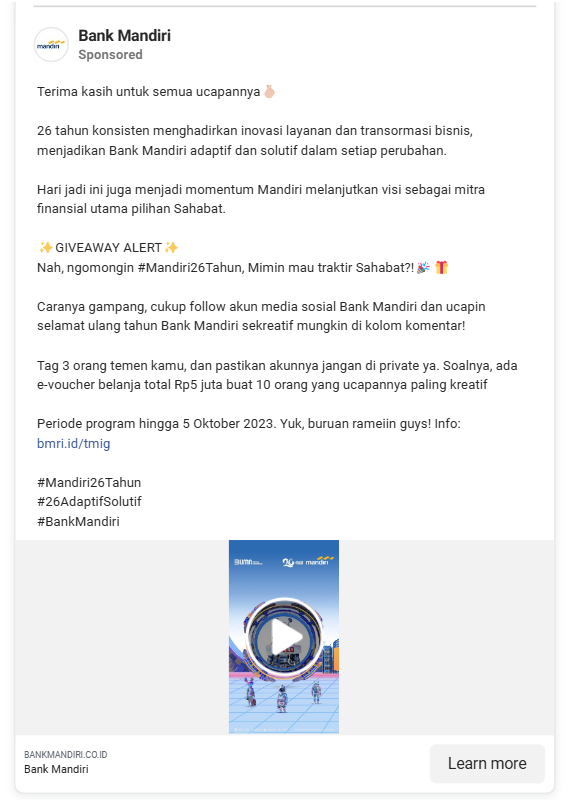 mandiri
Bank Mandiri
Sponsored
Terima kasih untuk semua ucapannya🫰🏻
26 tahun konsisten menghadirkan inovasi layanan dan transormasi bisnis,
menjadikan Bank Mandiri adaptif dan solutif dalam setiap perubahan.
Hari jadi ini juga menjadi momentum Mandiri melanjutkan visi sebagai mitra
finansial utama pilihan Sahabat.
✨GIVEAWAY ALERT✨
Nah, ngomongin #Mandiri26Tahun, Mimin mau traktir Sahabat?! 🎉 🎁
Caranya gampang, cukup follow akun media sosial Bank Mandiri dan ucapin
selamat ulang tahun Bank Mandiri sekreatif mungkin di kolom komentar!
Tag 3 orang temen kamu, dan pastikan akunnya jangan di private ya. Soalnya, ada
e-voucher belanja total Rp5 juta buat 10 orang yang ucapannya paling kreatif
Periode program hingga 5 Oktober 2023. Yuk, buruan rameiin guys! Info:
bmri.id/tmig
#Mandiri26Tahun
#26AdaptifSolutif
#BankMandiri
BUMN mandiri
BANKMANDIRI.CO.ID
Bank Mandiri
Learn more